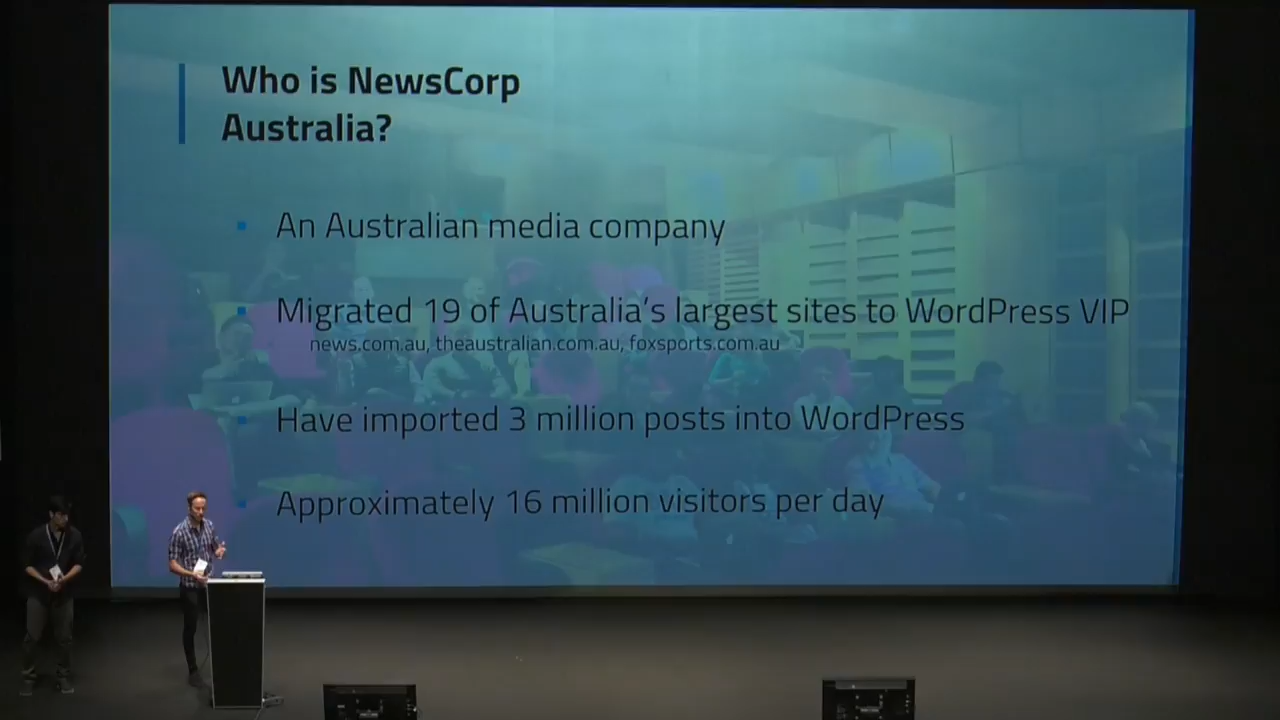 Who is NewsCorp
Australia?
An Australian media company
Migrated 19 of Australia's largest sites to WordPress VIP
news.com.au, theaustralian.com.au, foxsports.com.au
Have imported 3 million posts into WordPress
Approximately 16 million visitors per day